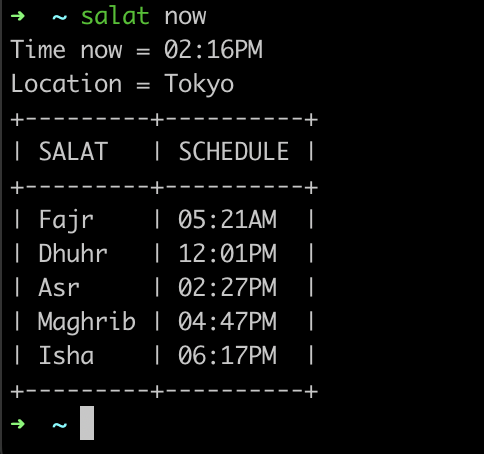 ➜  ~ salat now
Time now = 02:16PM
Location = Tokyo
+---------+----------+
| SALAT   | SCHEDULE |
+---------+----------+
| Fajr    | 05:21AM  |
| Dhuhr   | 12:01PM  |
| Asr     | 02:27PM  |
| Maghrib | 04:47PM  |
| Isha    | 06:17PM  |
+---------+----------+
➜  ~